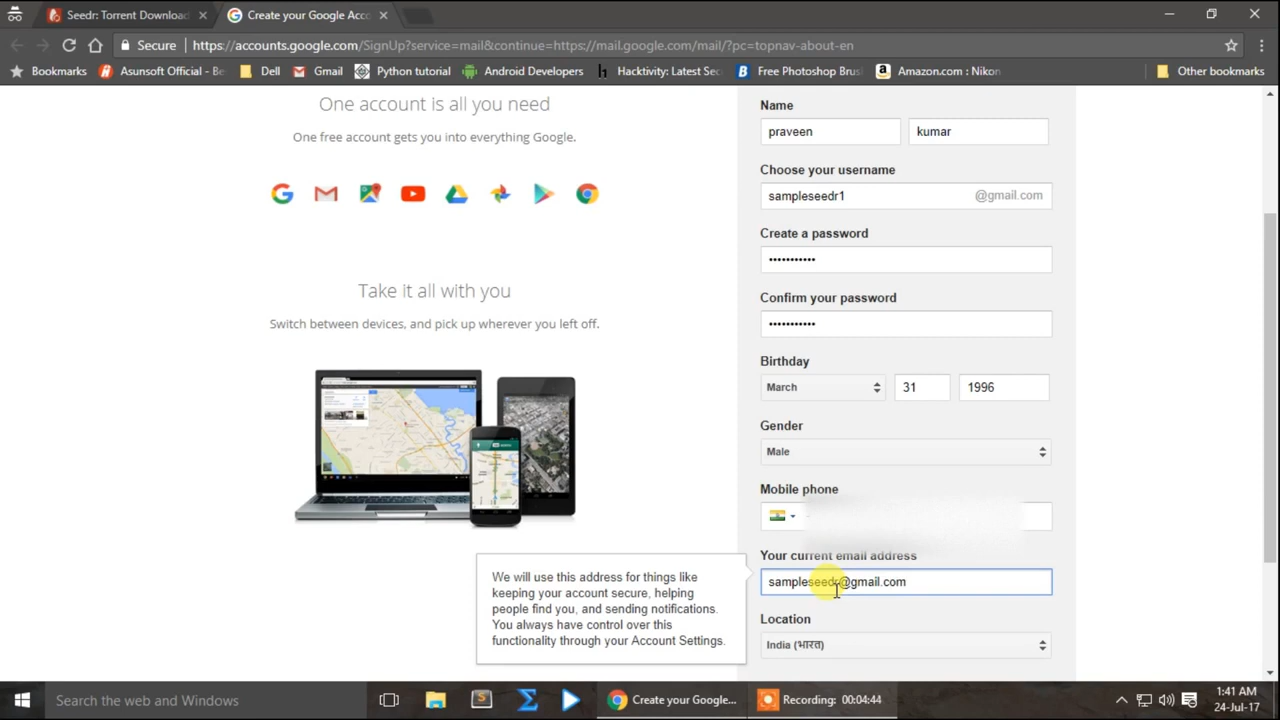 Seedr: Torrent Download
Create your Google Acco
Secure
https://accounts.google.com/SignUp?service=mail&continue=https://mail.google.com/mail/?pc=topnav-about-en
Bookmarks
Asunsoft Official - Be
Dell
Gmail
Python tutorial
Android Developers
Hacktivity: Latest Sec
Free Photoshop Brus
Amazon.com : Nikon
Other bookmarks
One account is all you need
One free account gets you into everything Google.
Take it all with you
Switch between devices, and pick up wherever you left off.
Name
praveen kumar
Choose your username
sampleseedr1 @gmail.com
Create a password
•••••••••••
Confirm your password
•••••••••••
Birthday
March 31 1996
Gender
Male
Mobile phone
Your current email address
sampleseedr@gmail.com
We will use this address for things like
keeping your account secure, helping
people find you, and sending notifications.
You always have control over this
functionality through your Account Settings.
Location
India (भारत)
Search the web and Windows
Create your Google...
Recording: 00:04:44
1:41 AM
24-Jul-17